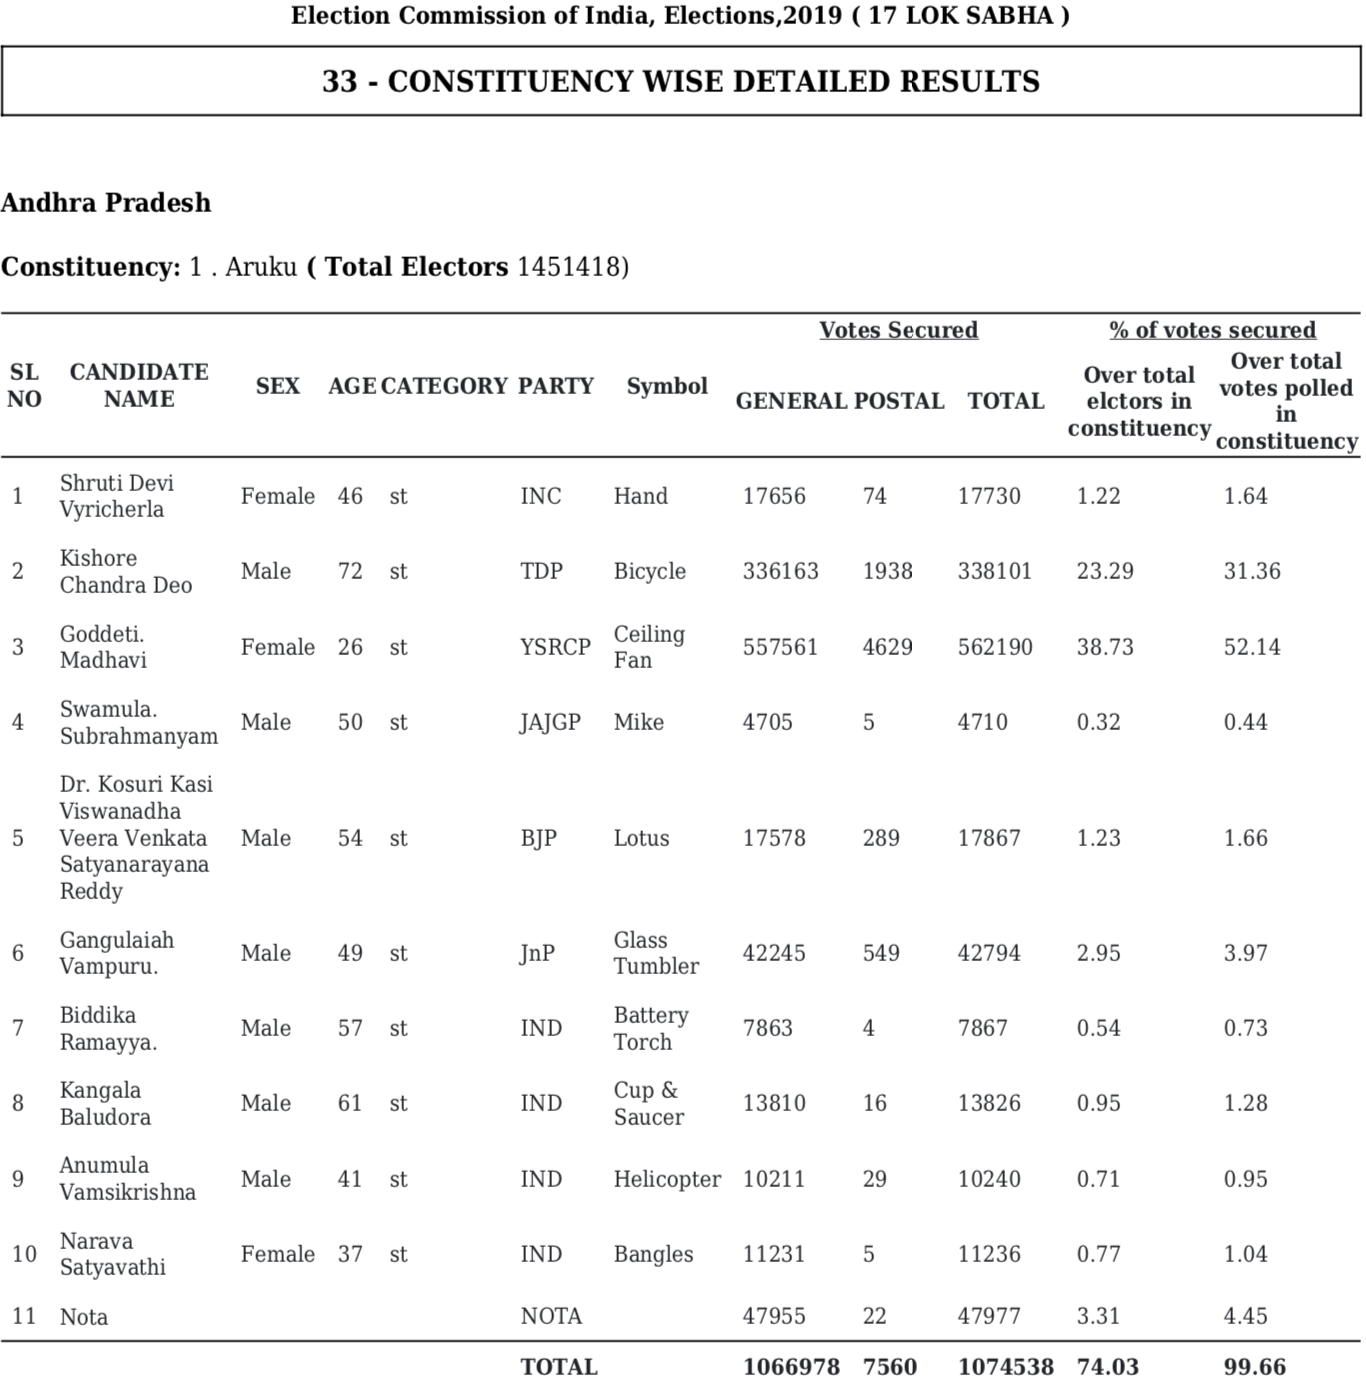 Election Commission of India, Elections,2019 ( 17 LOK SABHA )
33 - CONSTITUENCY WISE DETAILED RESULTS
Andhra Pradesh
Constituency: 1 . Aruku ( Total Electors 1451418)
Votes Secured % of votes secured
SL NO CANDIDATE NAME SEX AGE CATEGORY PARTY Symbol GENERAL POSTAL TOTAL Over total elctors in constituency Over total votes polled in constituency
1 Shruti Devi Vyricherla Female 46 st INC Hand 17656 74 17730 1.22 1.64
2 Kishore Chandra Deo Male 72 st TDP Bicycle 336163 1938 338101 23.29 31.36
3 Goddeti. Madhavi Female 26 st YSRCP Ceiling Fan 557561 4629 562190 38.73 52.14
4 Swamula. Subrahmanyam Male 50 st JAJGP Mike 4705 5 4710 0.32 0.44
5 Dr. Kosuri Kasi Viswanadha Veera Venkata Satyanarayana Reddy Male 54 st BJP Lotus 17578 289 17867 1.23 1.66
6 Gangulaiah Vampuru. Male 49 st JnP Glass Tumbler 42245 549 42794 2.95 3.97
7 Biddika Ramayya. Male 57 st IND Battery Torch 7863 4 7867 0.54 0.73
8 Kangala Baludora Male 61 st IND Cup & Saucer 13810 16 13826 0.95 1.28
9 Anumula Vamsikrishna Male 41 st IND Helicopter 10211 29 10240 0.71 0.95
10 Narava Satyavathi Female 37 st IND Bangles 11231 5 11236 0.77 1.04
11 Nota NOTA 47955 22 47977 3.31 4.45
TOTAL 1066978 7560 1074538 74.03 99.66